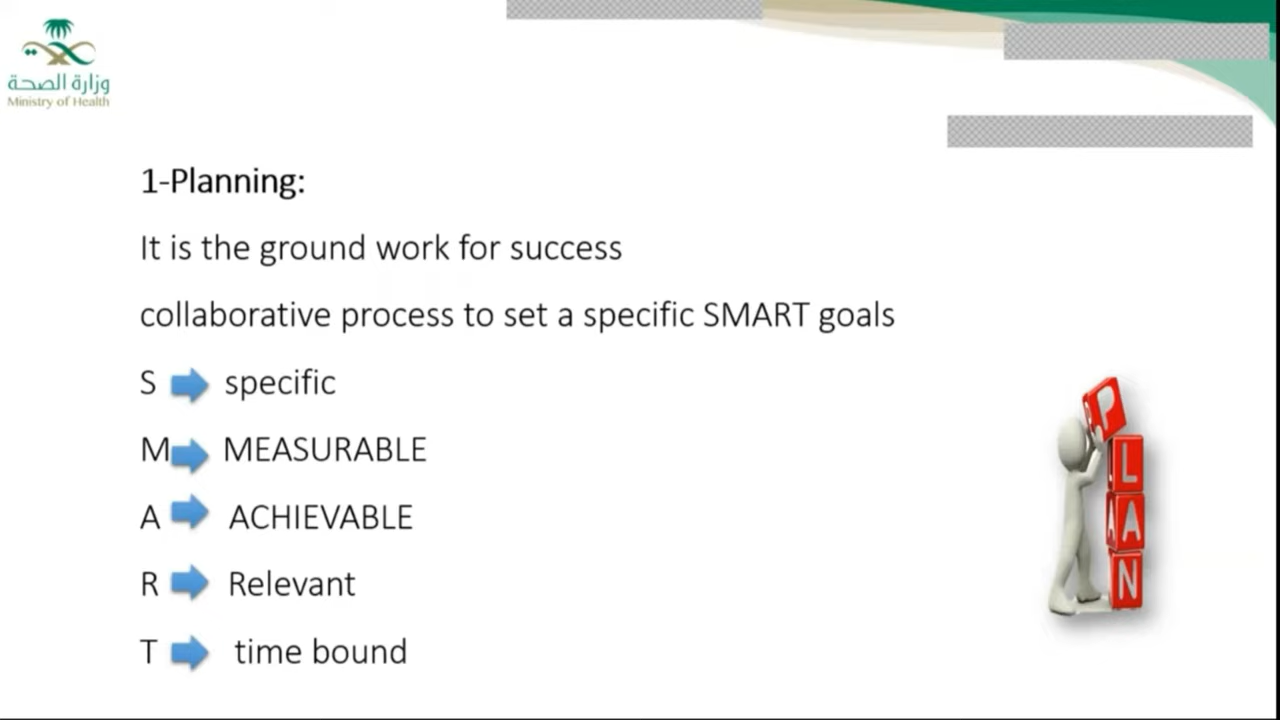 وزارة الصحة
Ministry of Health
1-Planning:
It is the ground work for success
collaborative process to set a specific SMART goals
S specific
M MEASURABLE
A ACHIEVABLE
R Relevant
T time bound
P
L
A
N